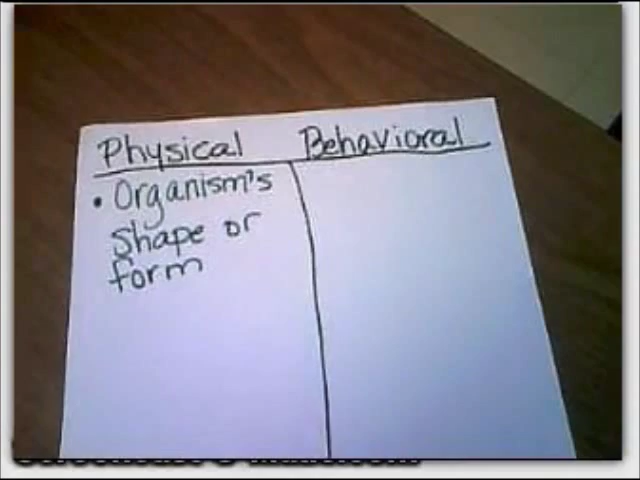 Physical Behavioral
• Organism's
shape or
form